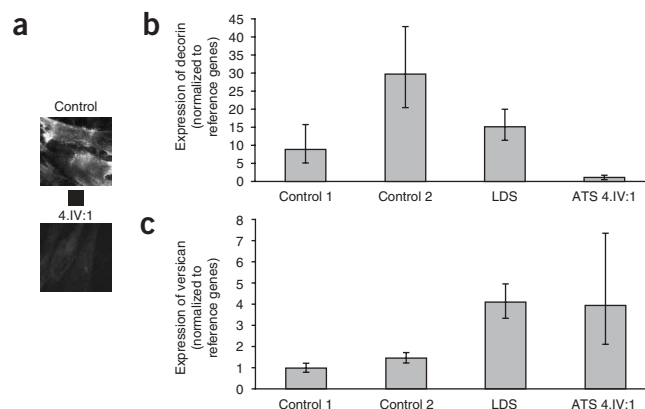 a
Control
4.IV:1
b
Expression of decorin
(normalized to
reference genes)
45
40
35
30
25
20
15
10
5
0
Control 1 Control 2 LDS ATS 4.IV:1
c
Expression of versican
(normalized to
reference genes)
8
7
6
5
4
3
2
1
0
Control 1 Control 2 LDS ATS 4.IV:1